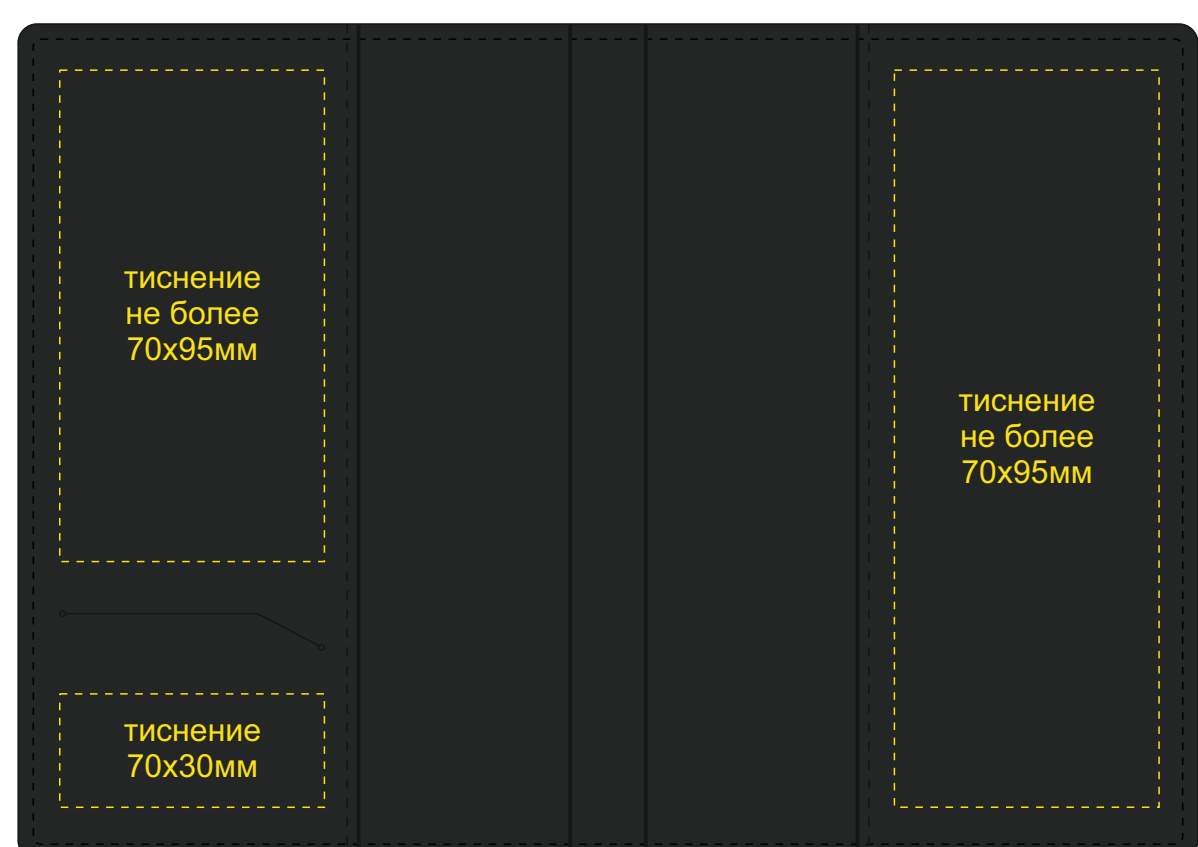 тиснение
не более
70х95мм
тиснение
70х30мм
тиснение
не более
70х95мм